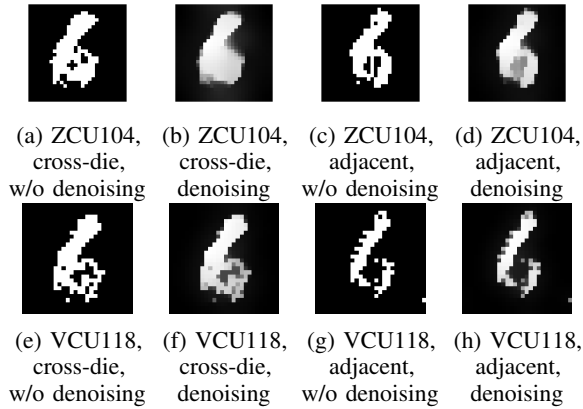 (a) ZCU104, (b) ZCU104, (c) ZCU104, (d) ZCU104,
cross-die, cross-die, adjacent, adjacent,
w/o denoising denoising w/o denoising denoising
(e) VCU118, (f) VCU118, (g) VCU118, (h) VCU118,
cross-die, cross-die, adjacent, adjacent,
w/o denoising denoising w/o denoising denoising